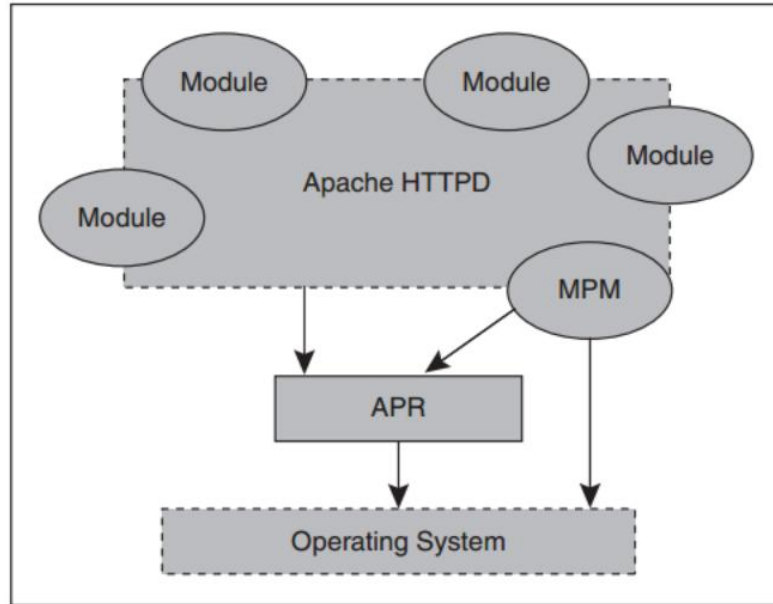 Module
Module
Module
Apache HTTPD
Module
MPM
APR
Operating System